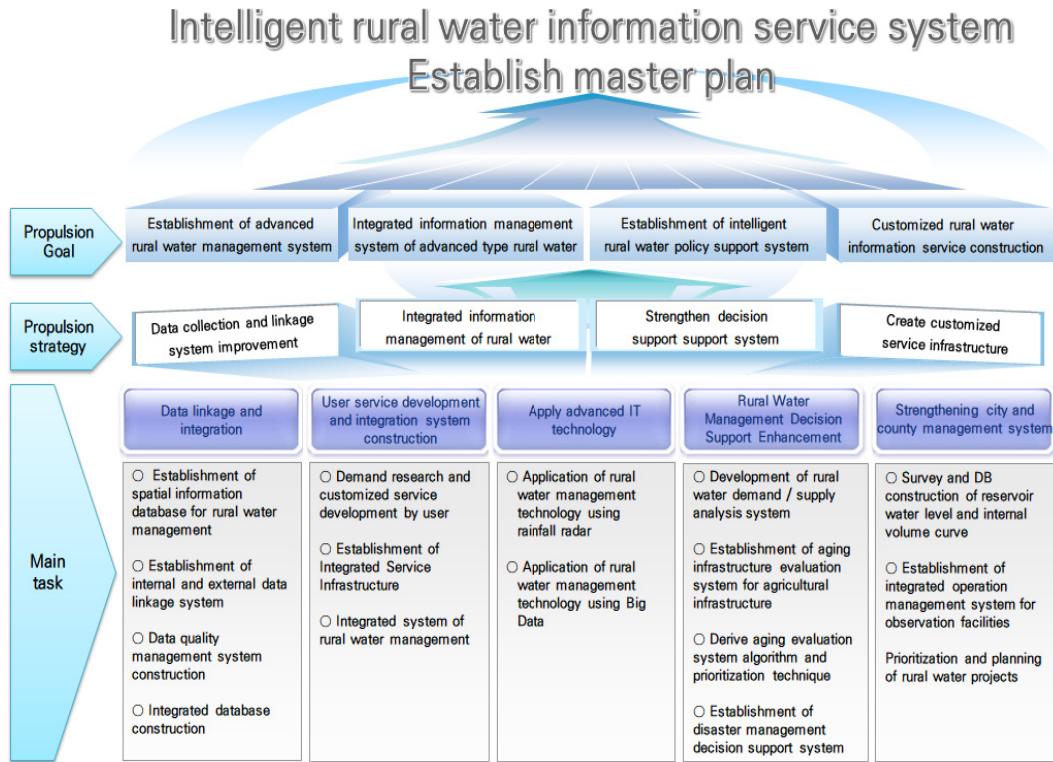 Intelligent rural water information service system
Establish master plan
Propulsion
Goal
Establishment of advanced
rural water management system
Integrated information management
system of advanced type rural water
Establishment of intelligent
rural water policy support system
Customized rural water
information service construction
Propulsion
strategy
Data collection and linkage
system improvement
Integrated information
management of rural water
Strengthen decision
support support system
Create customized
service infrastructure
Main
task
Data linkage and
integration
○ Establishment of
spatial information
database for rural water
management
○ Establishment of
internal and external data
linkage system
○ Data quality
management system
construction
○ Integrated database
construction
User service development
and integration system
construction
○ Demand research and
customized service
development by user
○ Establishment of
Integrated Service
Infrastructure
○ Integrated system of
rural water management
Apply advanced IT
technology
○ Application of rural
water management
technology using
rainfall radar
○ Application of rural
water management
technology using Big
Data
Rural Water
Management Decision
Support Enhancement
○ Development of rural
water demand / supply
analysis system
○ Establishment of aging
infrastructure evaluation
system for agricultural
infrastructure
○ Derive aging evaluation
system algorithm and
prioritization technique
○ Establishment of
disaster management
decision support system
Strengthening city and
county management system
○ Survey and DB
construction of reservoir
water level and internal
volume curve
○ Establishment of
integrated operation
management system for
observation facilities
Prioritization and planning
of rural water projects